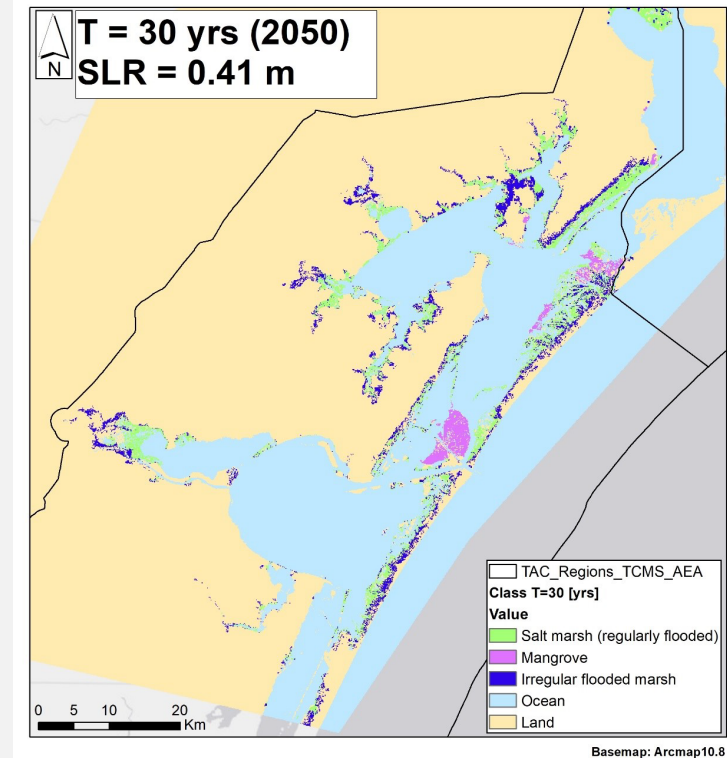 T = 30 yrs (2050)
SLR = 0.41 m
N
TAC_Regions_TCMS_AEA
Class T=30 [yrs]
Value
Salt marsh (regularly flooded)
Mangrove
Irregular flooded marsh
Ocean
Land
0 5 10 20
Km
Basemap: Arcmap10.8